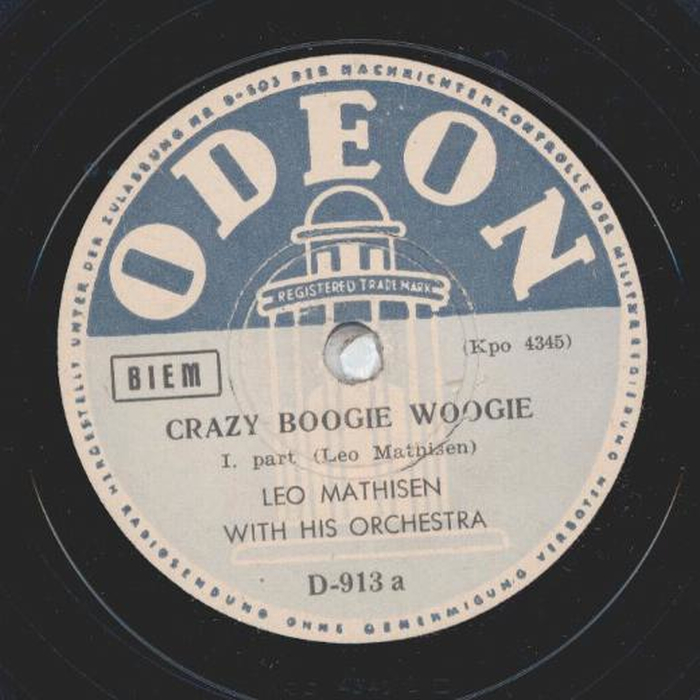 HERGESTELLT UNTER DER ZULASSUNG NR B-503 DER NACHRICHTENKONTROLLE DER MILITÄRREGIERUNG
ODEON
REGISTERED TRADE MARK
(Kpo 4345)
BIEM
CRAZY BOOGIE WOOGIE
I. part (Leo Mathisen)
LEO MATHISEN
WITH HIS ORCHESTRA
D-913 a
RADIOSENDUNG OHNE GENEHMIGUNG VERBOTEN